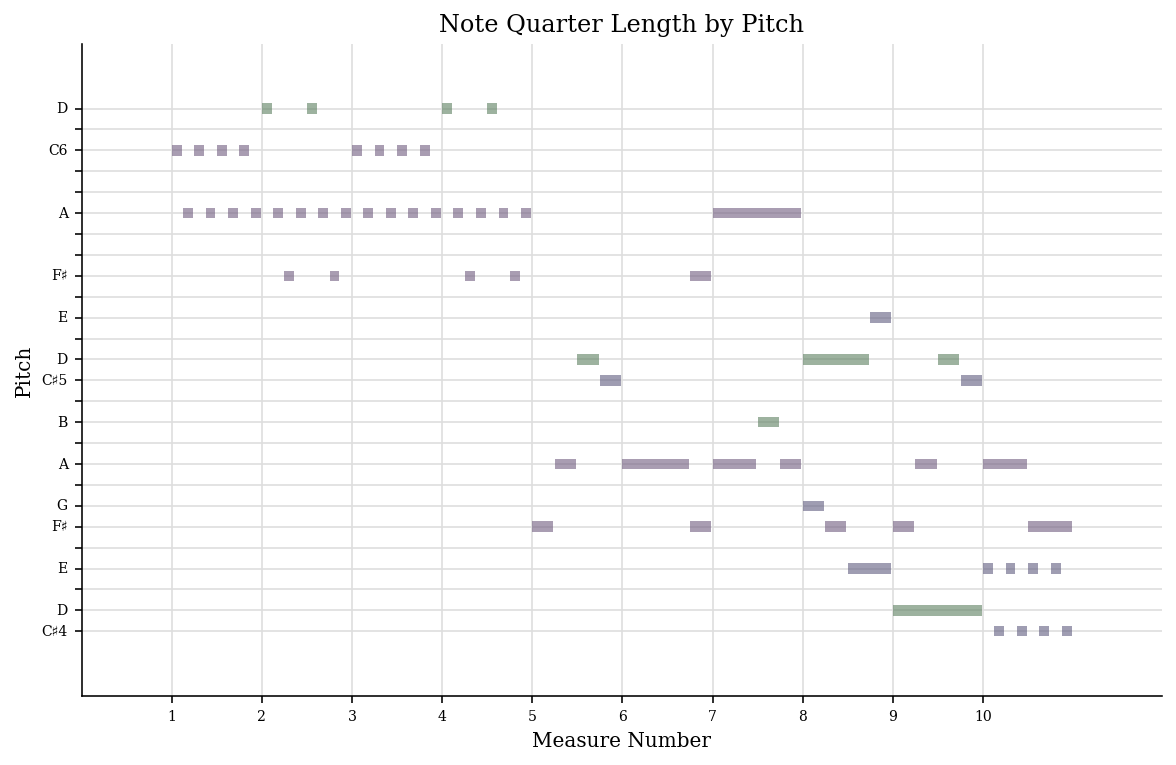 Note Quarter Length by Pitch
D
C6
A
F♯
E
D
C♯5
B
A
G
F♯
E
D
C♯4
Pitch
1 2 3 4 5 6 7 8 9 10
Measure Number